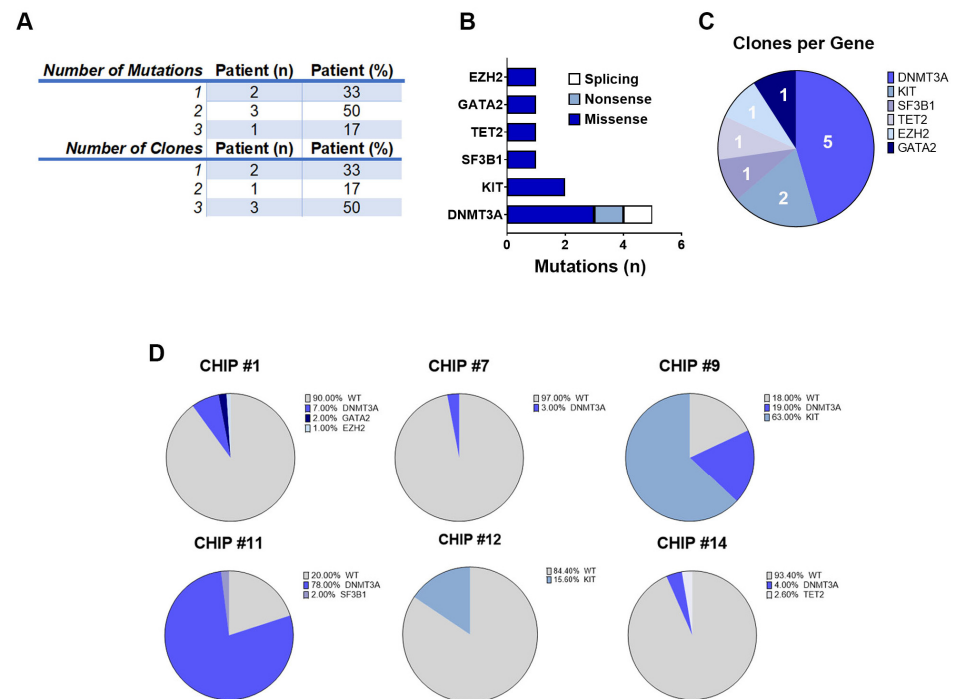 A
Number of Mutations Patient (n) Patient (%)
1 2 33
2 3 50
3 1 17
Number of Clones Patient (n) Patient (%)
1 2 33
2 1 17
3 3 50
B
EZH2
GATA2
TET2
SF3B1
KIT
DNMT3A
Splicing
Nonsense
Missense
0 2 4 6
Mutations (n)
C
Clones per Gene
5
2
1
1
1
1
DNMT3A
KIT
SF3B1
TET2
EZH2
GATA2
D
CHIP #1
90.00% WT
7.00% DNMT3A
2.00% GATA2
1.00% EZH2
CHIP #7
97.00% WT
3.00% DNMT3A
CHIP #9
18.00% WT
19.00% DNMT3A
63.00% KIT
CHIP #11
20.00% WT
78.00% DNMT3A
2.00% SF3B1
CHIP #12
84.40% WT
15.60% KIT
CHIP #14
93.40% WT
4.00% DNMT3A
2.60% TET2